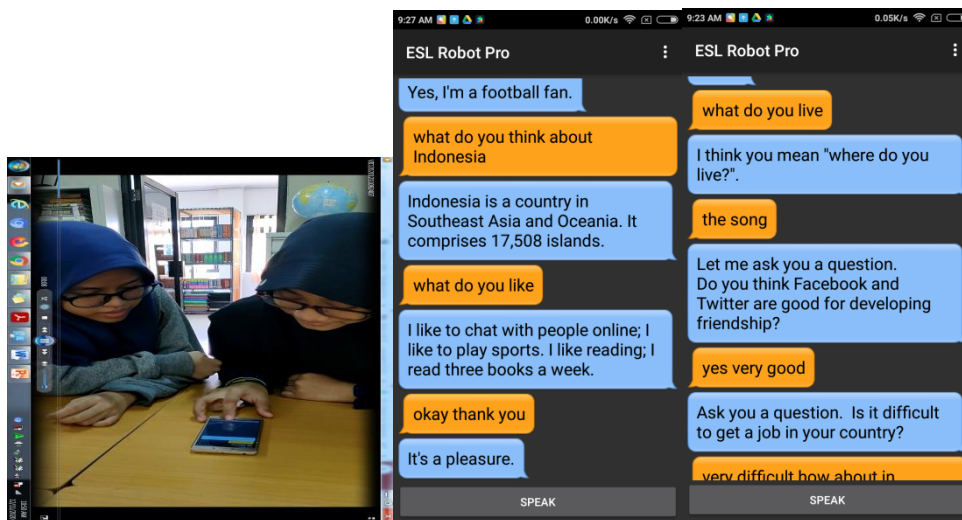 9:27 AM
0.00K/s
ESL Robot Pro
Yes, I'm a football fan.
what do you think about
Indonesia
Indonesia is a country in
Southeast Asia and Oceania. It
comprises 17,508 islands.
what do you like
I like to chat with people online; I
like to play sports. I like reading; I
read three books a week.
okay thank you
It's a pleasure.
SPEAK
9:23 AM
0.05K/s
ESL Robot Pro
what do you live
I think you mean "where do you
live?".
the song
Let me ask you a question.
Do you think Facebook and
Twitter are good for developing
friendship?
yes very good
Ask you a question. Is it difficult
to get a job in your country?
very difficult how about in
SPEAK